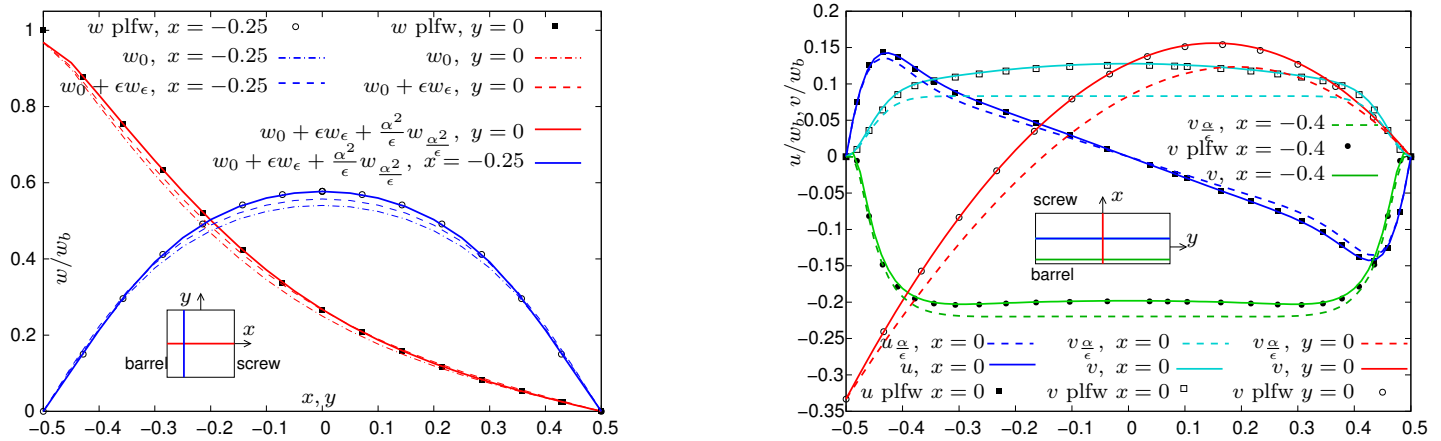 w plfw, x = −0.25
w plfw, y = 0
w₀, x = −0.25
w₀, y = 0
w₀ + ϵw_ϵ, x = −0.25
w₀ + ϵw_ϵ, y = 0
w₀ + ϵw_ϵ + α²/ϵ w_{α²/ϵ}, y = 0
w₀ + ϵw_ϵ + α²/ϵ w_{α²/ϵ}, x = −0.25
1
0.8
0.6
0.4
0.2
0
w/w_b
y
x
barrel
screw
x, y
−0.5 −0.4 −0.3 −0.2 −0.1 0 0.1 0.2 0.3 0.4 0.5
0.2
0.15
0.1
0.05
0
−0.05
−0.1
−0.15
−0.2
−0.25
−0.3
−0.35
u/w_b, v/w_b
v_{α/ϵ}, x = −0.4
v plfw x = −0.4
v, x = −0.4
screw
x
y
barrel
u_{α/ϵ}, x = 0
v_{α/ϵ}, x = 0
v_{α/ϵ}, y = 0
u, x = 0
v, x = 0
v, y = 0
u plfw x = 0
v plfw x = 0
v plfw y = 0
−0.5 −0.4 −0.3 −0.2 −0.1 0 0.1 0.2 0.3 0.4 0.5